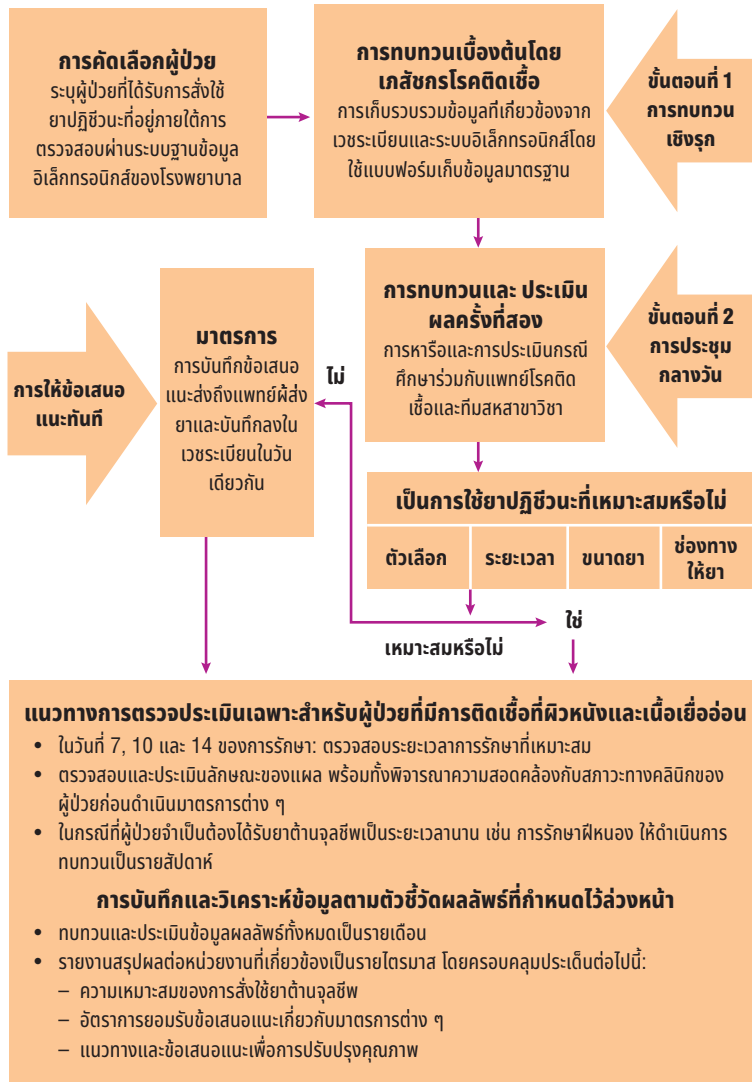 การคัดเลือกผู้ป่วย
ระบุผู้ป่วยที่ได้รับการสั่งใช้
ยาปฏิชีวนะที่อยู่ภายใต้การ
ตรวจสอบผ่านระบบฐานข้อมูล
อิเล็กทรอนิกส์ของโรงพยาบาล
การทบทวนเบื้องต้นโดย
เภสัชกรโรคติดเชื้อ
การเก็บรวบรวมข้อมูลที่เกี่ยวข้องจาก
เวชระเบียนและระบบอิเล็กทรอนิกส์โดย
ใช้แบบฟอร์มเก็บข้อมูลมาตรฐาน
ขั้นตอนที่ 1
การทบทวน
เชิงรุก
การให้ข้อเสนอ
แนะทันที
มาตรการ
การบันทึกข้อเสนอ
แนะส่งถึงแพทย์ผู้สั่ง
ยาและบันทึกลงใน
เวชระเบียนในวัน
เดียวกัน
ไม่
การทบทวนและ ประเมิน
ผลครั้งที่สอง
การหารือและการประเมินกรณี
ศึกษาร่วมกับแพทย์โรคติด
เชื้อและทีมสหสาขาวิชา
ขั้นตอนที่ 2
การประชุม
กลางวัน
เป็นการใช้ยาปฏิชีวนะที่เหมาะสมหรือไม่
ตัวเลือก
ระยะเวลา
ขนาดยา
ช่องทาง
ให้ยา
ใช่
เหมาะสมหรือไม่
แนวทางการตรวจประเมินเฉพาะสำหรับผู้ป่วยที่มีการติดเชื้อที่ผิวหนังและเนื้อเยื่ออ่อน
• ในวันที่ 7, 10 และ 14 ของการรักษา: ตรวจสอบระยะเวลาการรักษาที่เหมาะสม
• ตรวจสอบและประเมินลักษณะของแผล พร้อมทั้งพิจารณาความสอดคล้องกับสภาวะทางคลินิกของ
ผู้ป่วยก่อนดำเนินมาตรการต่าง ๆ
• ในกรณีที่ผู้ป่วยจำเป็นต้องได้รับยาต้านจุลชีพเป็นระยะเวลานาน เช่น การรักษาฝีหนอง ให้ดำเนินการ
ทบทวนเป็นรายสัปดาห์
การบันทึกและวิเคราะห์ข้อมูลตามตัวชี้วัดผลลัพธ์ที่กำหนดไว้ล่วงหน้า
• ทบทวนและประเมินข้อมูลผลลัพธ์ทั้งหมดเป็นรายเดือน
• รายงานสรุปผลต่อหน่วยงานที่เกี่ยวข้องเป็นรายไตรมาส โดยครอบคลุมประเด็นต่อไปนี้:
– ความเหมาะสมของการสั่งใช้ยาต้านจุลชีพ
– อัตราการยอมรับข้อเสนอแนะเกี่ยวกับมาตรการต่าง ๆ
– แนวทางและข้อเสนอแนะเพื่อการปรับปรุงคุณภาพ